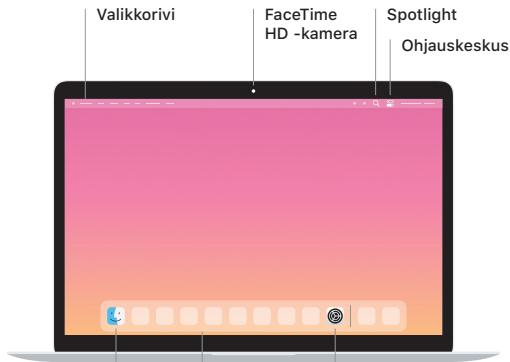 Valikkorivi
FaceTime
HD -kamera
Spotlight
Ohjauskeskus